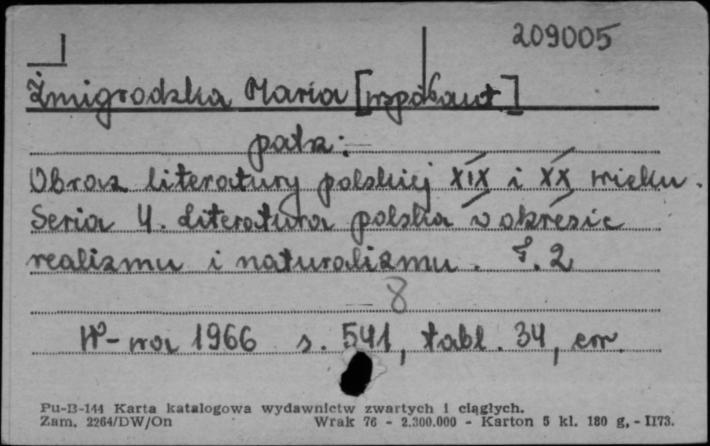 209005
Żmigrodzka Maria [współaut.]
patrz:
Obraz literatury polskiej XIX i XX wieku.
Seria 4. Literatura polska w okresie
realizmu i naturalizmu. T. 2
8
W-wa 1966 s. 541, tabl. 34, err.
Pu-B-144 Karta katalogowa wydawnictw zwartych i ciągłych.
Zam. 2264/DW/On Wrak 76 - 2.300.000 - Karton 5 kl. 180 g, - II73.